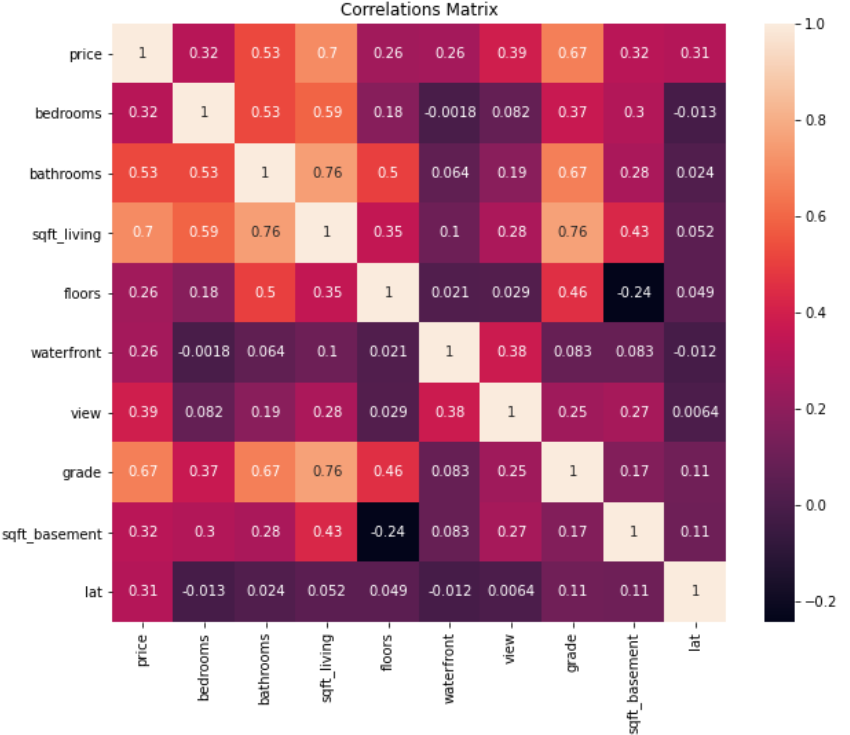 Correlations Matrix
price 1 0.32 0.53 0.7 0.26 0.26 0.39 0.67 0.32 0.31
bedrooms 0.32 1 0.53 0.59 0.18 -0.0018 0.082 0.37 0.3 -0.013
bathrooms 0.53 0.53 1 0.76 0.5 0.064 0.19 0.67 0.28 0.024
sqft_living 0.7 0.59 0.76 1 0.35 0.1 0.28 0.76 0.43 0.052
floors 0.26 0.18 0.5 0.35 1 0.021 0.029 0.46 -0.24 0.049
waterfront 0.26 -0.0018 0.064 0.1 0.021 1 0.38 0.083 0.083 -0.012
view 0.39 0.082 0.19 0.28 0.029 0.38 1 0.25 0.27 0.0064
grade 0.67 0.37 0.67 0.76 0.46 0.083 0.25 1 0.17 0.11
sqft_basement 0.32 0.3 0.28 0.43 -0.24 0.083 0.27 0.17 1 0.11
lat 0.31 -0.013 0.024 0.052 0.049 -0.012 0.0064 0.11 0.11 1
price bedrooms bathrooms sqft_living floors waterfront view grade sqft_basement lat
1.0
0.8
0.6
0.4
0.2
0.0
−0.2